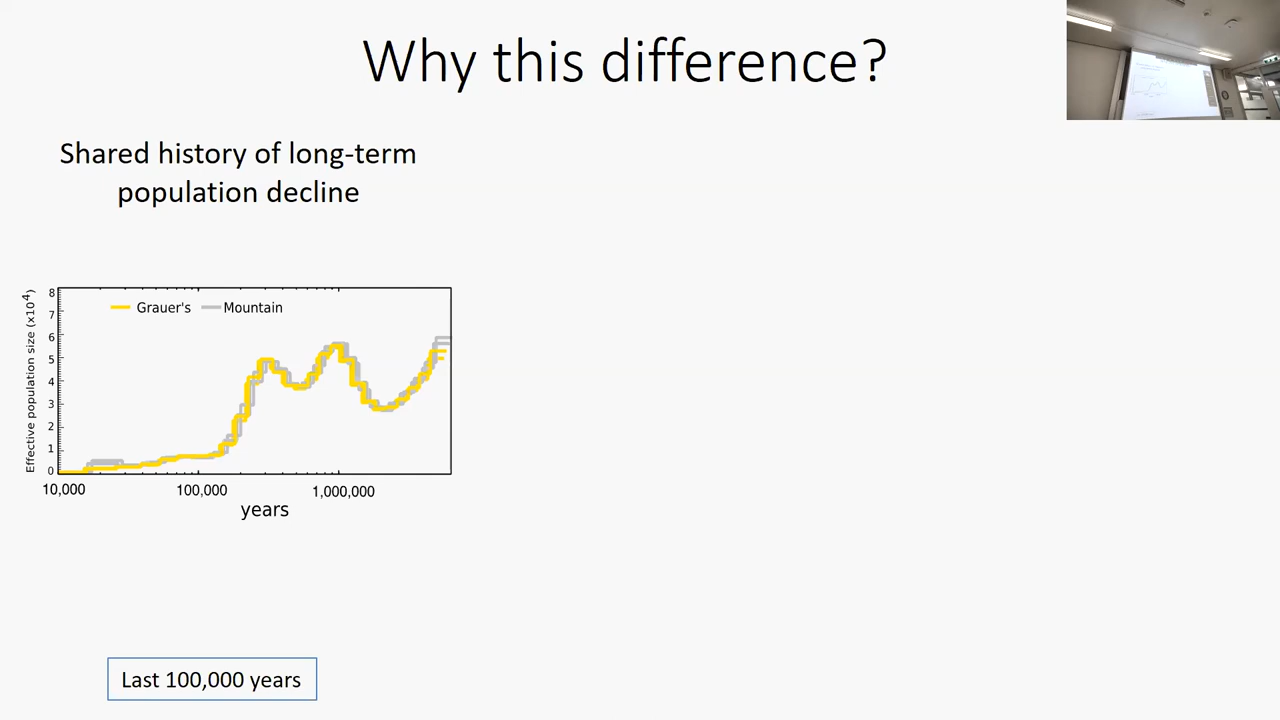 Why this difference?
Shared history of long-term
population decline
Grauer's Mountain
Effective population size (x10⁴)
8
7
6
5
4
3
2
1
0
10,000 100,000 1,000,000
years
Last 100,000 years